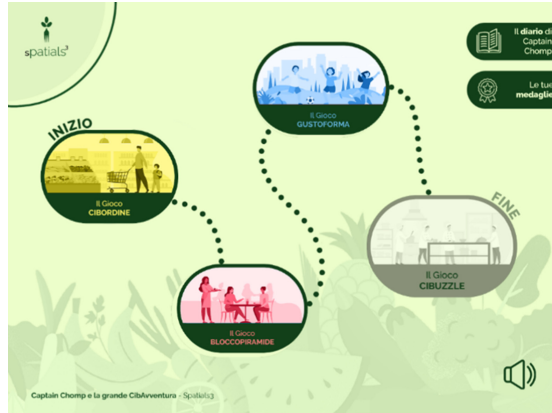 spatials³
Il diario di
Captain
Chomp
Le tue
medaglie
INIZIO
Il Gioco
CIBORDINE
Il Gioco
GUSTOFORMA
FINE
Il Gioco
CIBUZZLE
Il Gioco
BLOCCOPIRAMIDE
Captain Chomp e la grande CibAvventura - Spatials3